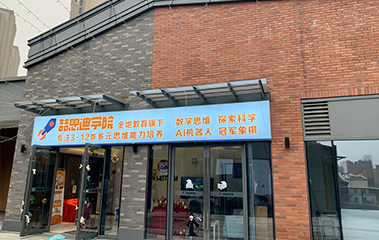 喆思迪学院 金地教育旗下 数学思维 探索科学
专注3-12岁多元思维能力培养 AI机器人 冠军象棋